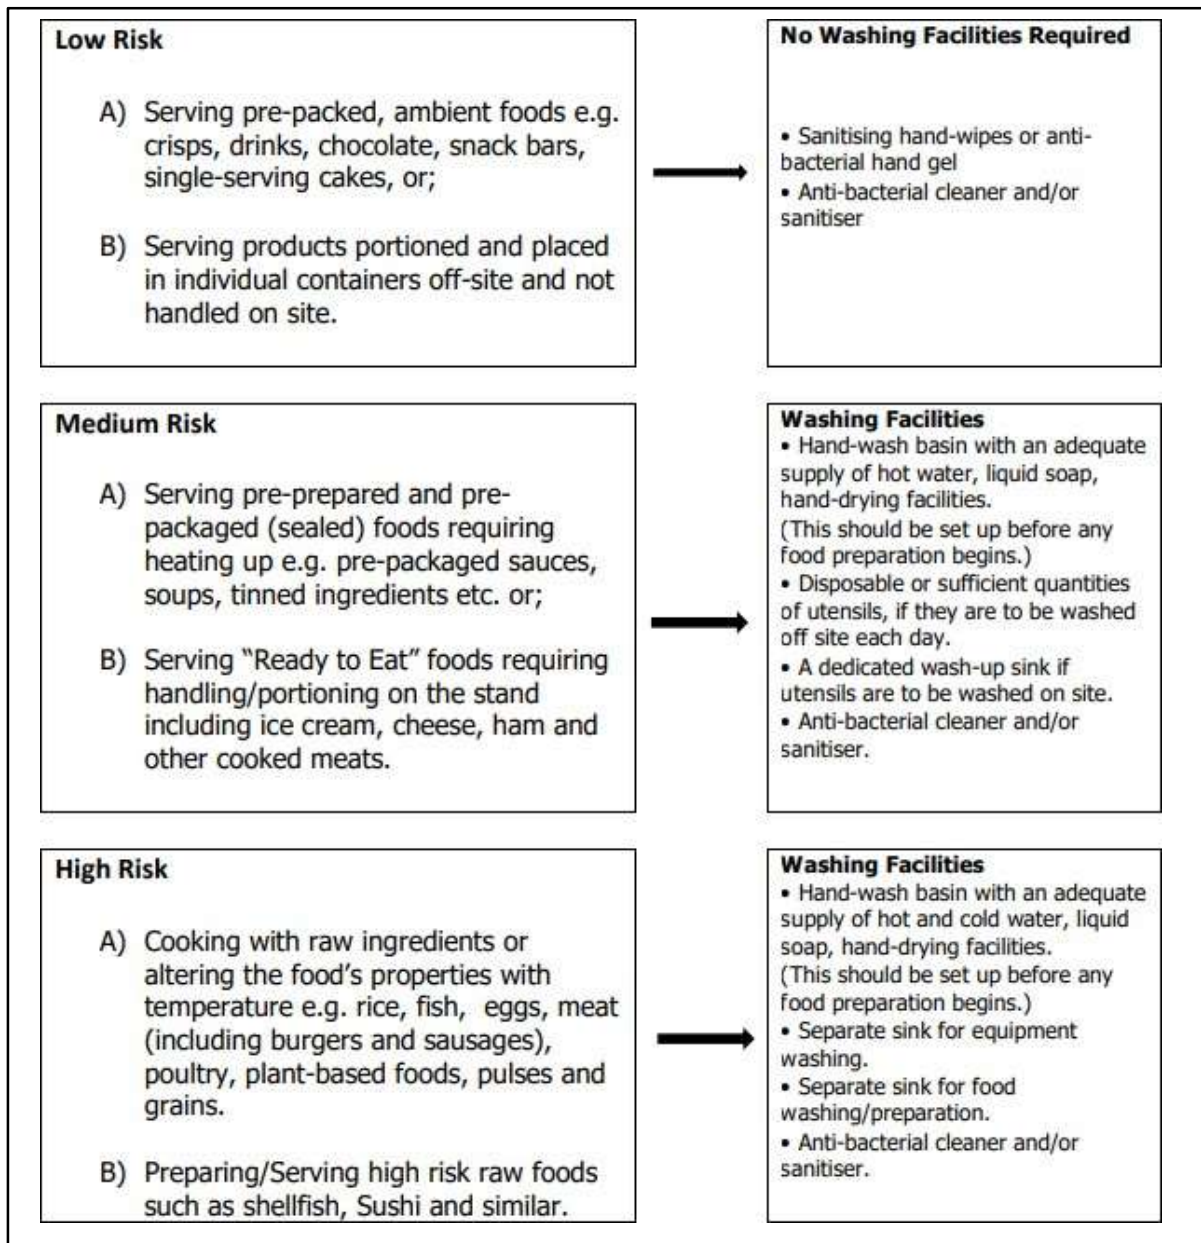 Low Risk
A) Serving pre-packed, ambient foods e.g.
crisps, drinks, chocolate, snack bars,
single-serving cakes, or;
B) Serving products portioned and placed
in individual containers off-site and not
handled on site.
No Washing Facilities Required
• Sanitising hand-wipes or anti-
bacterial hand gel
• Anti-bacterial cleaner and/or
sanitiser
Medium Risk
A) Serving pre-prepared and pre-
packaged (sealed) foods requiring
heating up e.g. pre-packaged sauces,
soups, tinned ingredients etc. or;
B) Serving “Ready to Eat” foods requiring
handling/portioning on the stand
including ice cream, cheese, ham and
other cooked meats.
Washing Facilities
• Hand-wash basin with an adequate
supply of hot water, liquid soap,
hand-drying facilities.
(This should be set up before any
food preparation begins.)
• Disposable or sufficient quantities
of utensils, if they are to be washed
off site each day.
• A dedicated wash-up sink if
utensils are to be washed on site.
• Anti-bacterial cleaner and/or
sanitiser.
High Risk
A) Cooking with raw ingredients or
altering the food’s properties with
temperature e.g. rice, fish, eggs, meat
(including burgers and sausages),
poultry, plant-based foods, pulses and
grains.
B) Preparing/Serving high risk raw foods
such as shellfish, Sushi and similar.
Washing Facilities
• Hand-wash basin with an adequate
supply of hot and cold water, liquid
soap, hand-drying facilities.
(This should be set up before any
food preparation begins.)
• Separate sink for equipment
washing.
• Separate sink for food
washing/preparation.
• Anti-bacterial cleaner and/or
sanitiser.